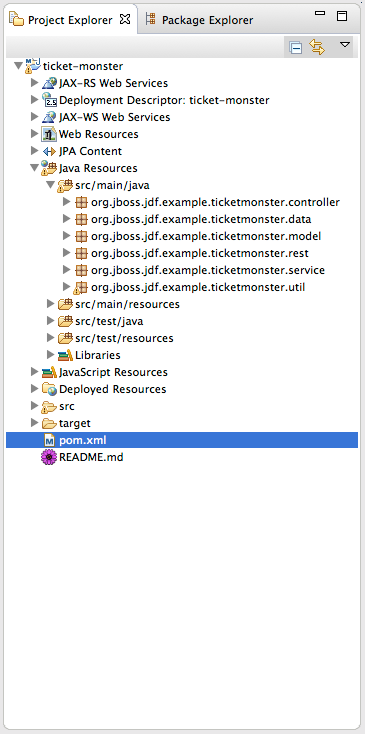 Project Explorer Package Explorer
ticket-monster
JAX-RS Web Services
2.5 Deployment Descriptor: ticket-monster
JAX-WS Web Services
Web Resources
JPA Content
Java Resources
src/main/java
org.jboss.jdf.example.ticketmonster.controller
org.jboss.jdf.example.ticketmonster.data
org.jboss.jdf.example.ticketmonster.model
org.jboss.jdf.example.ticketmonster.rest
org.jboss.jdf.example.ticketmonster.service
org.jboss.jdf.example.ticketmonster.util
src/main/resources
src/test/java
src/test/resources
Libraries
JavaScript Resources
Deployed Resources
src
target
M pom.xml
README.md